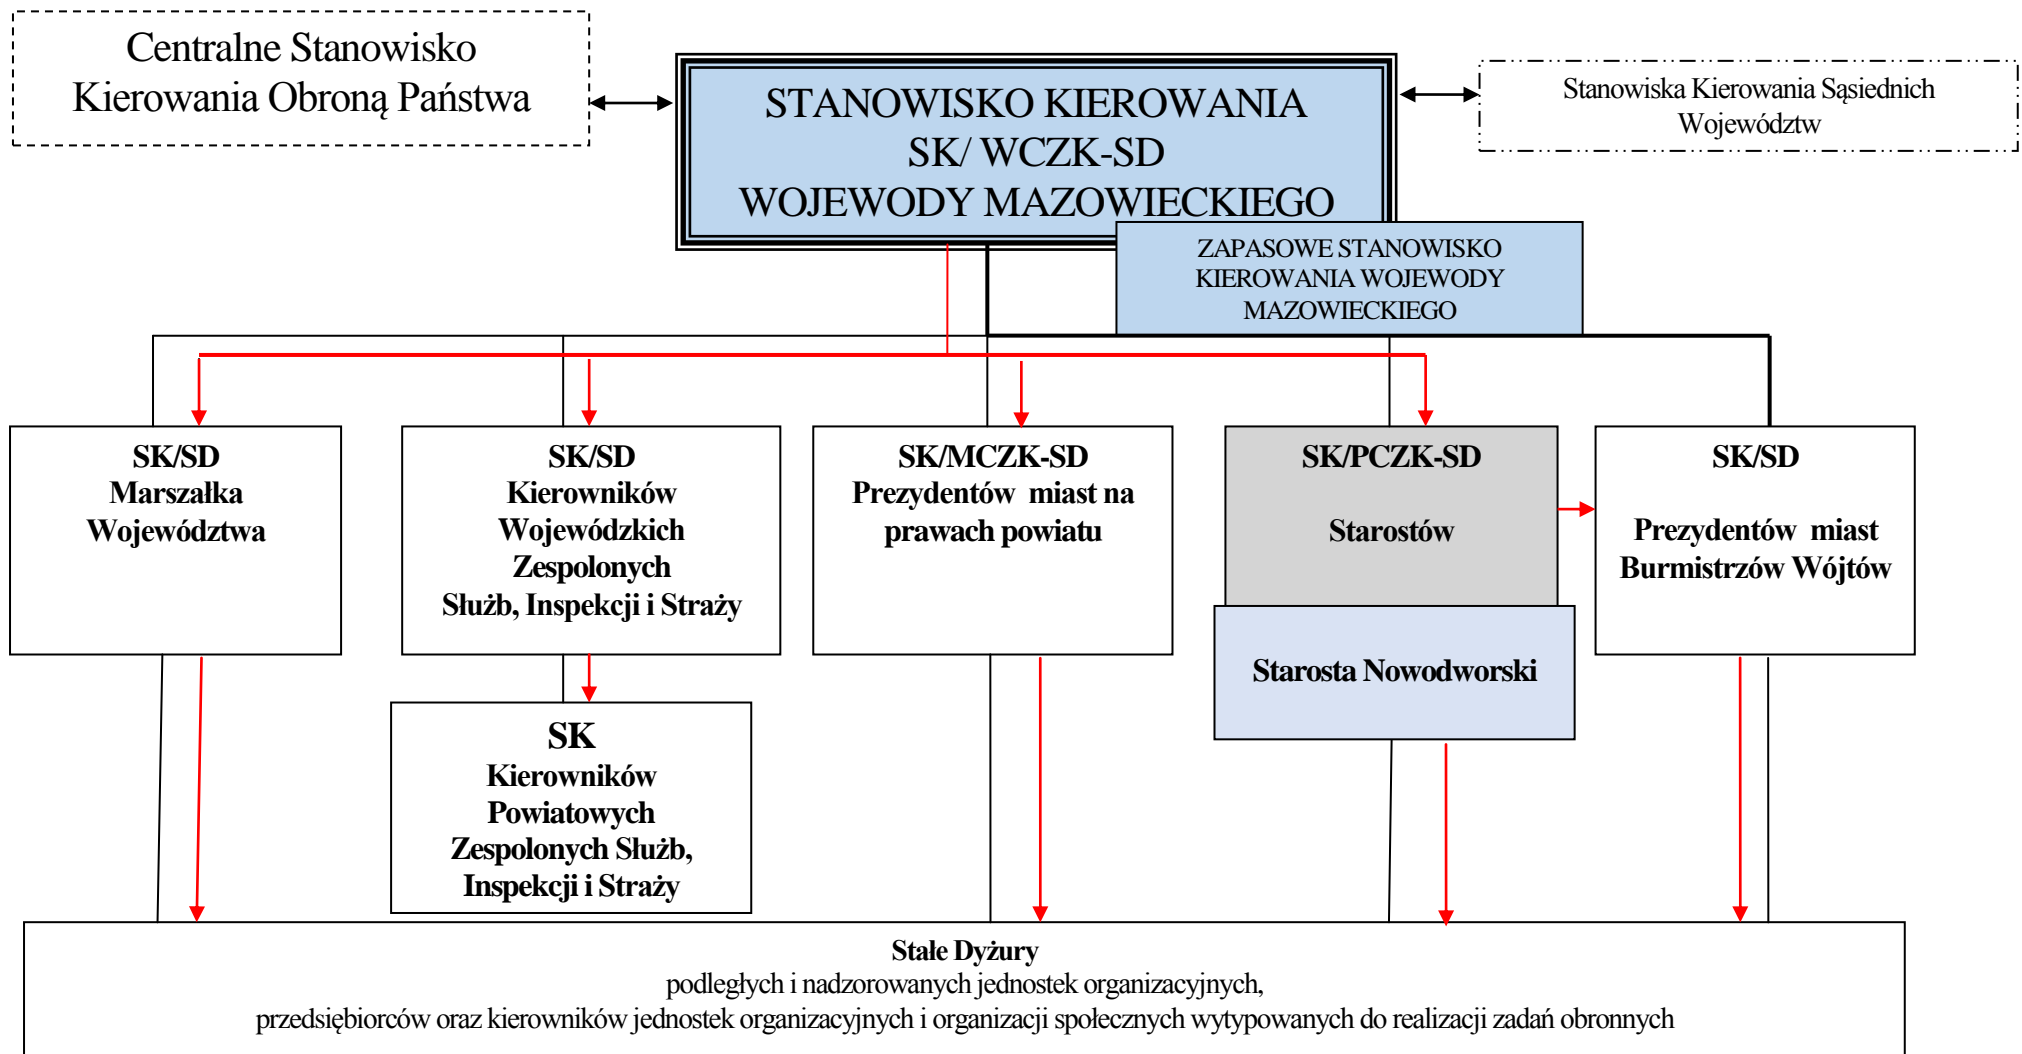 Centralne Stanowisko
Kierowania Obroną Państwa
STANOWISKO KIEROWANIA
SK/ WCZK-SD
WOJEWODY MAZOWIECKIEGO
Stanowiska Kierowania Sąsiednich
Województw
ZAPASOWE STANOWISKO
KIEROWANIA WOJEWODY
MAZOWIECKIEGO
SK/SD
Marszałka
Województwa
SK/SD
Kierowników
Wojewódzkich
Zespolonych
Służb, Inspekcji i Straży
SK/MCZK-SD
Prezydentów miast na
prawach powiatu
SK/PCZK-SD
Starostów
SK/SD
Prezydentów miast
Burmistrzów Wójtów
Starosta Nowodworski
SK
Kierowników
Powiatowych
Zespolonych Służb,
Inspekcji i Straży
Stałe Dyżury
podległych i nadzorowanych jednostek organizacyjnych,
przedsiębiorców oraz kierowników jednostek organizacyjnych i organizacji społecznych wytypowanych do realizacji zadań obronnych